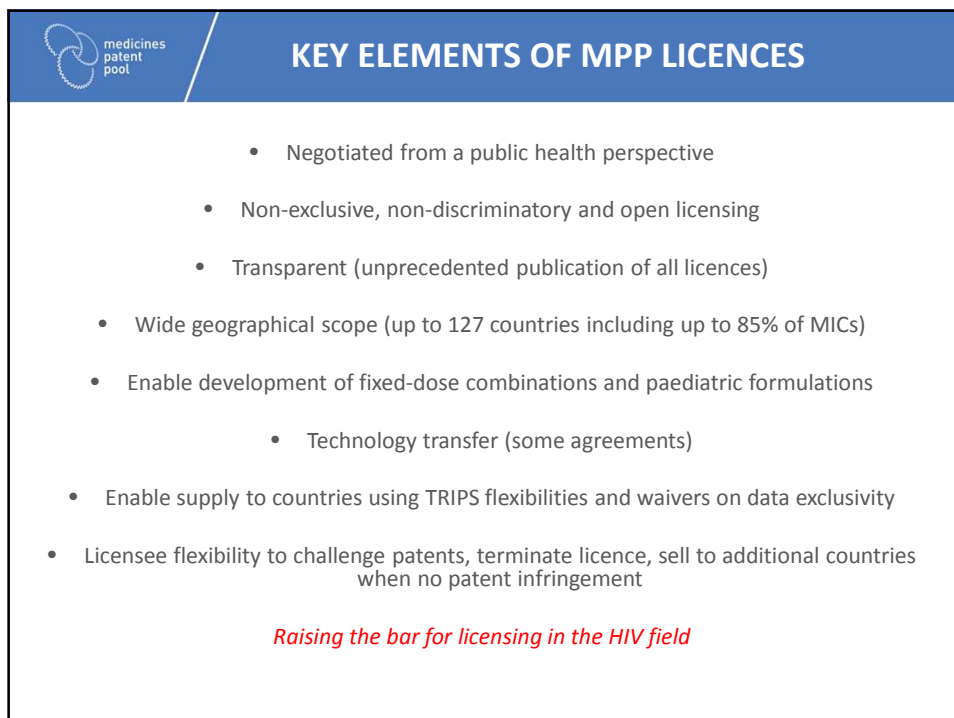 medicines
patent
pool
KEY ELEMENTS OF MPP LICENCES
• Negotiated from a public health perspective
• Non-exclusive, non-discriminatory and open licensing
• Transparent (unprecedented publication of all licences)
• Wide geographical scope (up to 127 countries including up to 85% of MICs)
• Enable development of fixed-dose combinations and paediatric formulations
• Technology transfer (some agreements)
• Enable supply to countries using TRIPS flexibilities and waivers on data exclusivity
• Licensee flexibility to challenge patents, terminate licence, sell to additional countries
when no patent infringement
Raising the bar for licensing in the HIV field